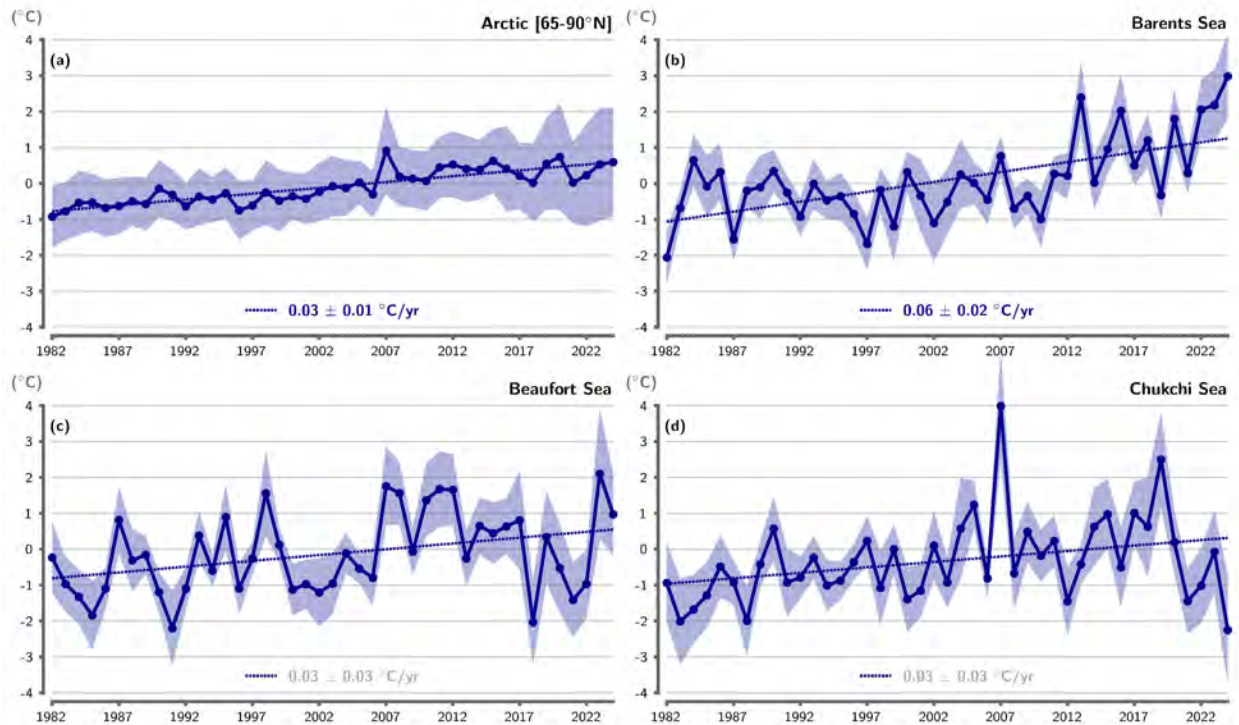 (°C)
Arctic [65-90°N]
(a)
4
3
2
1
0
-1
-2
-3
-4
0.03 ± 0.01 °C/yr
1982 1987 1992 1997 2002 2007 2012 2017 2022
(°C)
Barents Sea
(b)
4
3
2
1
0
-1
-2
-3
-4
0.06 ± 0.02 °C/yr
1982 1987 1992 1997 2002 2007 2012 2017 2022
(°C)
Beaufort Sea
(c)
4
3
2
1
0
-1
-2
-3
-4
0.03 ± 0.03 °C/yr
1982 1987 1992 1997 2002 2007 2012 2017 2022
(°C)
Chukchi Sea
(d)
4
3
2
1
0
-1
-2
-3
-4
0.03 ± 0.03 °C/yr
1982 1987 1992 1997 2002 2007 2012 2017 2022